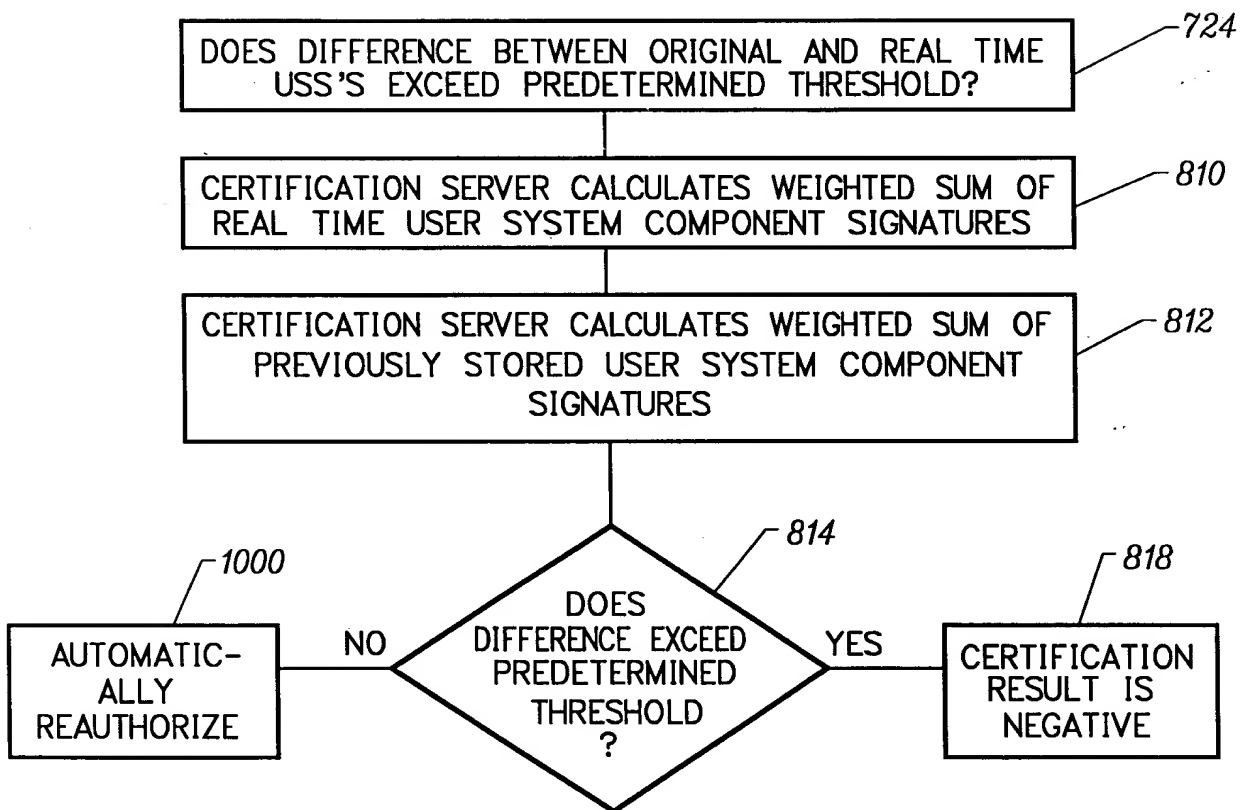 DOES DIFFERENCE BETWEEN ORIGINAL AND REAL TIME
USS'S EXCEED PREDETERMINED THRESHOLD?
724
CERTIFICATION SERVER CALCULATES WEIGHTED SUM OF
REAL TIME USER SYSTEM COMPONENT SIGNATURES
810
CERTIFICATION SERVER CALCULATES WEIGHTED SUM OF
PREVIOUSLY STORED USER SYSTEM COMPONENT
SIGNATURES
812
814
DOES
DIFFERENCE EXCEED
PREDETERMINED
THRESHOLD
?
NO
YES
1000
AUTOMATIC-
ALLY
REAUTHORIZE
818
CERTIFICATION
RESULT IS
NEGATIVE